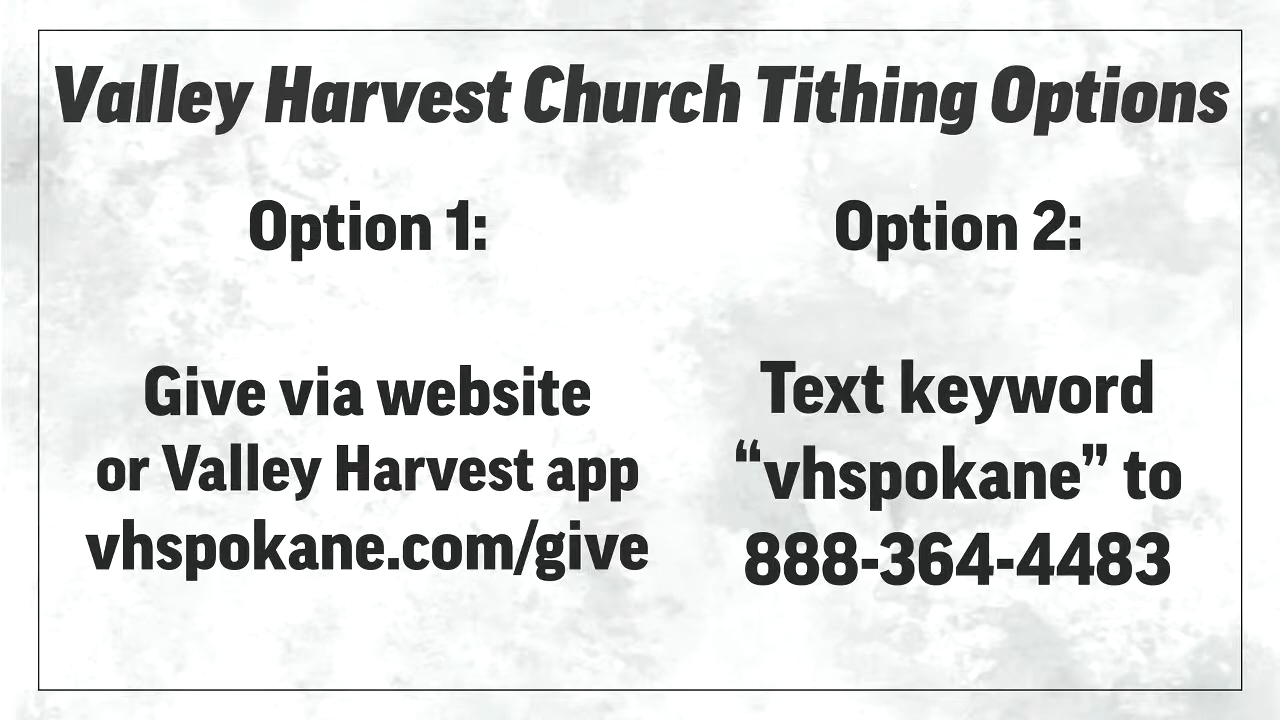 Valley Harvest Church Tithing Options
Option 1:
Give via website
or Valley Harvest app
vhspokane.com/give
Option 2:
Text keyword
“vhspokane” to
888-364-4483